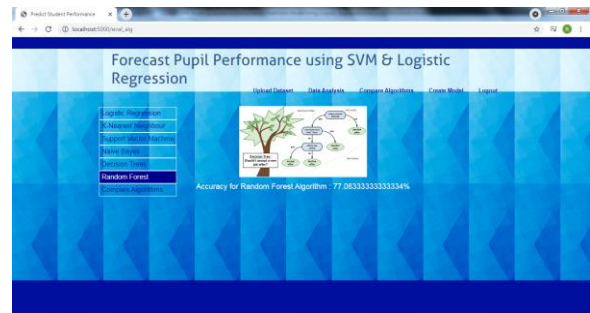 Predict Student Performance
localhost:5000/eval_alg
Forecast Pupil Performance using SVM & Logistic
Regression
Upload Dataset Data Analysis Compare Algorithms Create Model Logout
Logistic Regression
K-Nearest Neighbour
Support Vector Machine
Naive Bayes
Decision Trees
Random Forest
Compare Algorithms
Accuracy for Random Forest Algorithm : 77.08333333333334%